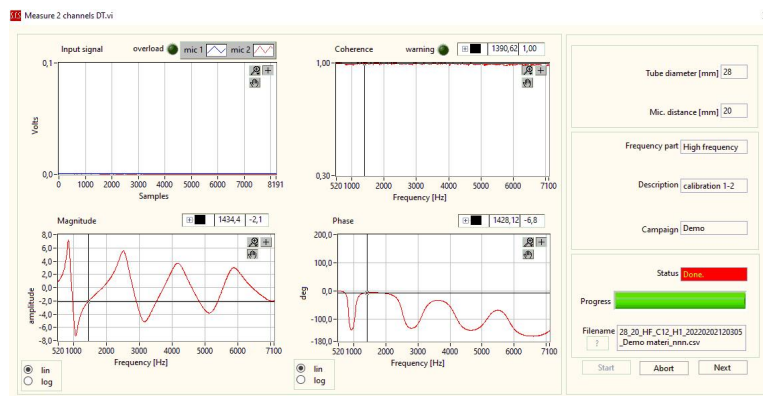 SCS Measure 2 channels DT.vi
Input signal overload mic 1 mic 2
0,1
0,0
Volts
0 1000 2000 3000 4000 5000 6000 7000 8191
Samples
Coherence warning 1390,62 1,00
1,00
0,30
520 1000 2000 3000 4000 5000 6000 7100
Frequency [Hz]
Magnitude 1434,4 -2,1
8,0
6,0
4,0
2,0
0,0
-2,0
-4,0
-6,0
-8,0
amplitude
520 1000 2000 3000 4000 5000 6000 7100
Frequency [Hz]
lin
log
Phase 1428,12 -6,8
200,0
100,0
0,0
-100,0
-180,0
deg
520 1000 2000 3000 4000 5000 6000 7100
Frequency [Hz]
lin
log
Tube diameter [mm] 28
Mic. distance [mm] 20
Frequency part High frequency
Description calibration 1-2
Campaign Demo
Status Done.
Progress
Filename 28_20_HF_C12_H1_20220202120305
? _Demo materi_nnn.csv
Start Abort Next